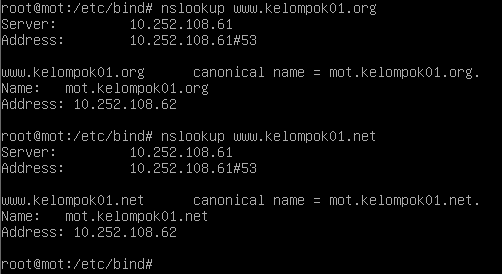 root@mot:/etc/bind# nslookup www.kelompok01.org
Server:         10.252.108.61
Address:        10.252.108.61#53
www.kelompok01.org      canonical name = mot.kelompok01.org.
Name:   mot.kelompok01.org
Address: 10.252.108.62
root@mot:/etc/bind# nslookup www.kelompok01.net
Server:         10.252.108.61
Address:        10.252.108.61#53
www.kelompok01.net      canonical name = mot.kelompok01.net.
Name:   mot.kelompok01.net
Address: 10.252.108.62
root@mot:/etc/bind#